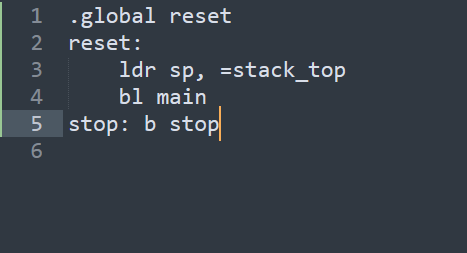 1 .global reset
2 reset:
3     ldr sp, =stack_top
4     bl main
5 stop: b stop
6